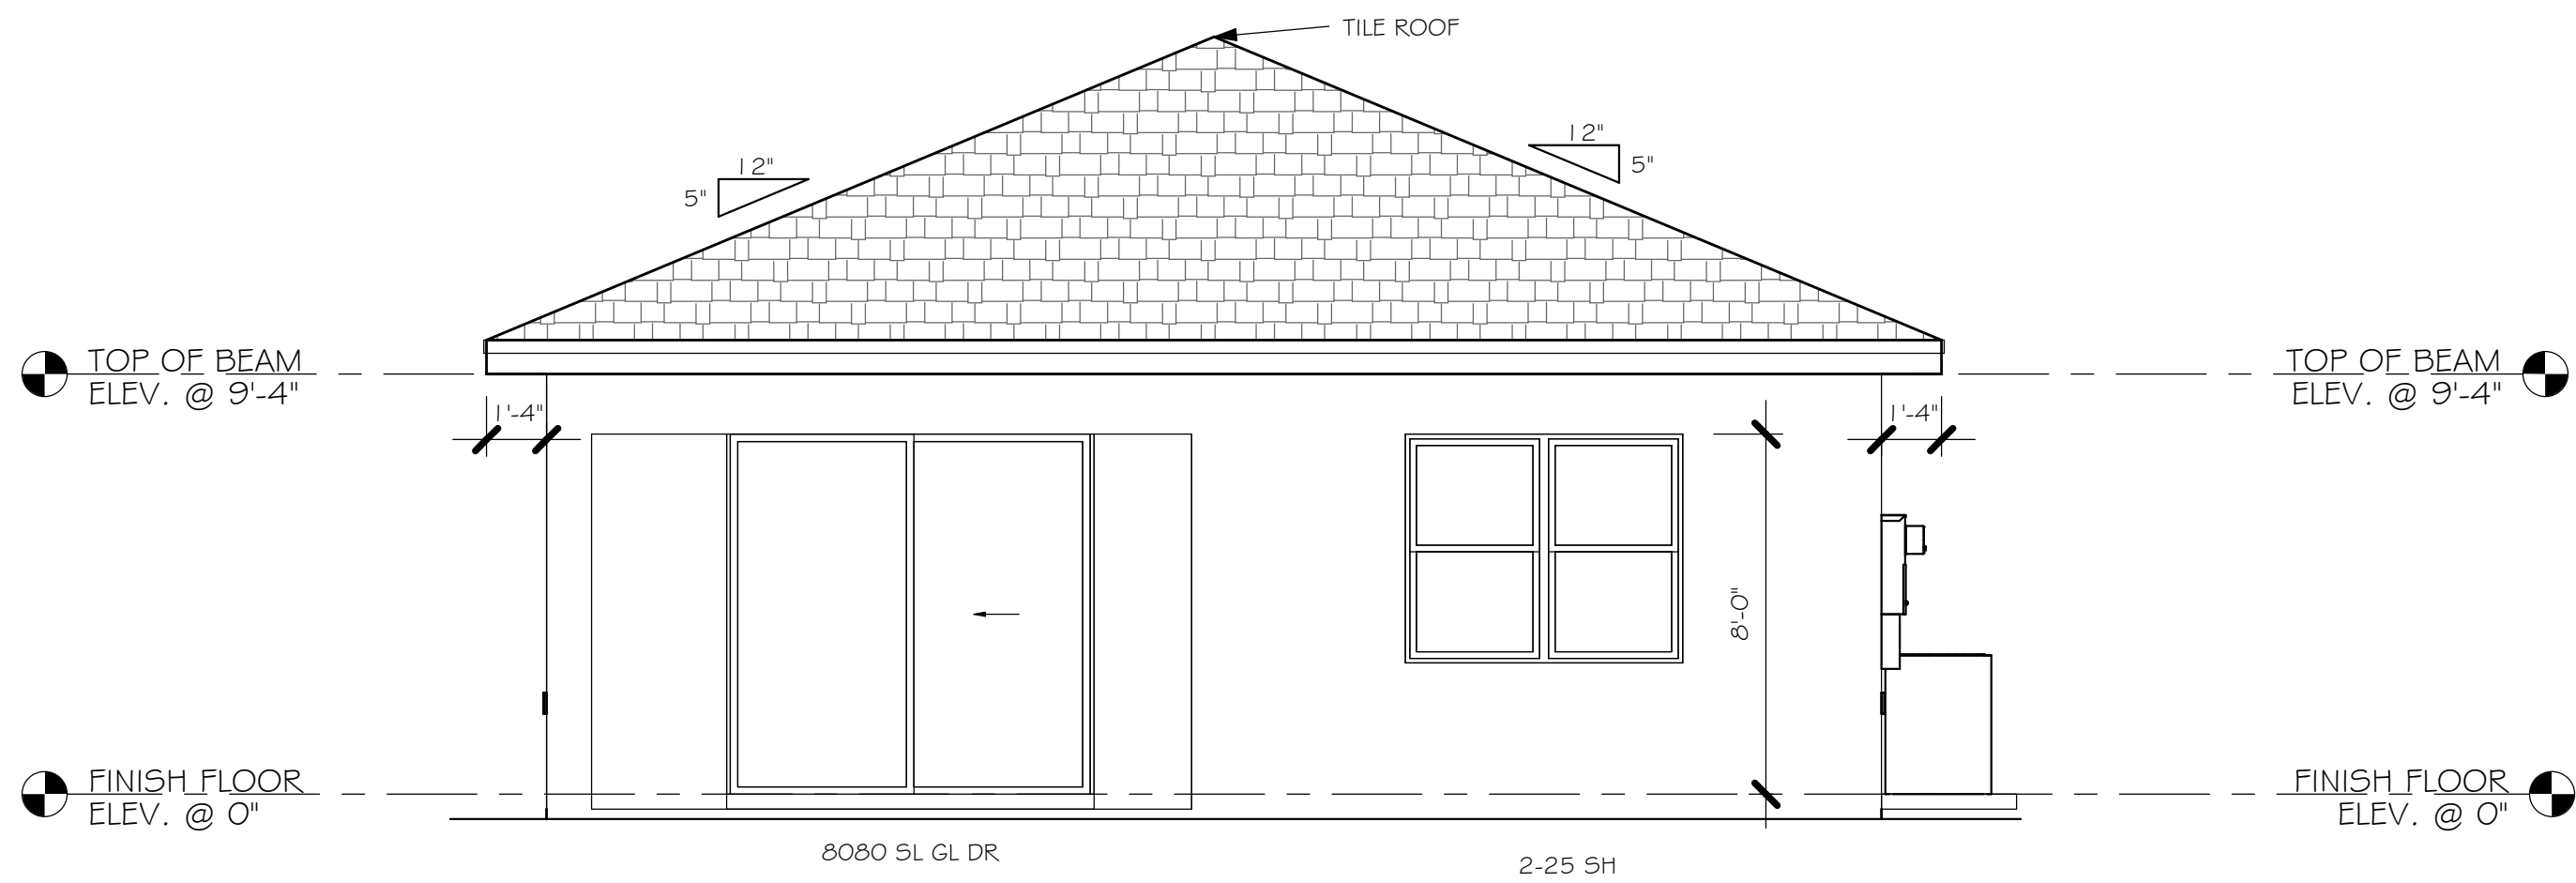 TILE ROOF
12"
5"
12"
5"
TOP OF BEAM
ELEV. @ 9'-4"
TOP OF BEAM
ELEV. @ 9'-4"
1'-4"
1'-4"
8'-0"
FINISH FLOOR
ELEV. @ 0"
FINISH FLOOR
ELEV. @ 0"
8080 SL GL DR
2-25 SH